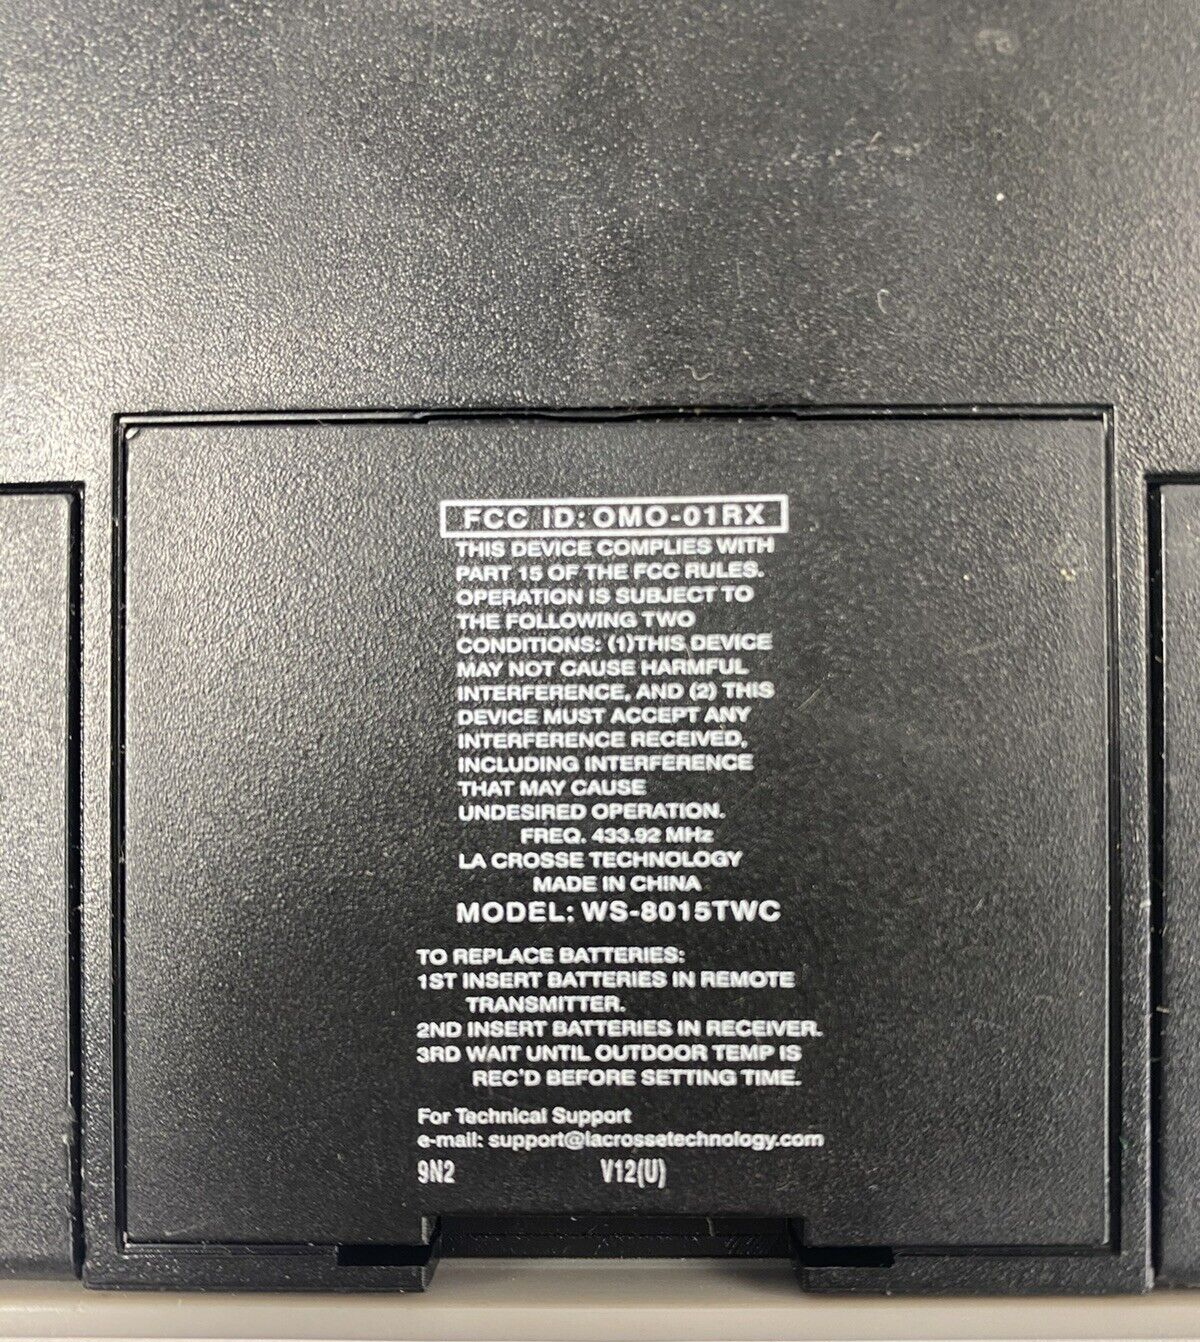 FCC ID: OMO-01RX
THIS DEVICE COMPLIES WITH
PART 15 OF THE FCC RULES.
OPERATION IS SUBJECT TO
THE FOLLOWING TWO
CONDITIONS: (1)THIS DEVICE
MAY NOT CAUSE HARMFUL
INTERFERENCE, AND (2) THIS
DEVICE MUST ACCEPT ANY
INTERFERENCE RECEIVED,
INCLUDING INTERFERENCE
THAT MAY CAUSE
UNDESIRED OPERATION.
FREQ. 433.92 MHz
LA CROSSE TECHNOLOGY
MADE IN CHINA
MODEL: WS-8015TWC
TO REPLACE BATTERIES:
1ST INSERT BATTERIES IN REMOTE
TRANSMITTER.
2ND INSERT BATTERIES IN RECEIVER.
3RD WAIT UNTIL OUTDOOR TEMP IS
REC'D BEFORE SETTING TIME.
For Technical Support
e-mail: support@lacrossetechnology.com
9N2 V12(U)